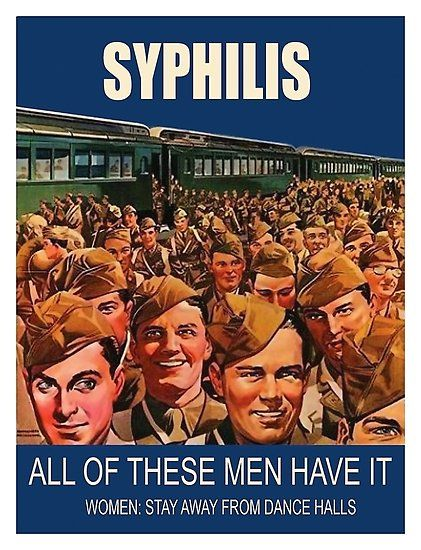 SYPHILIS
ALL OF THESE MEN HAVE IT
WOMEN: STAY AWAY FROM DANCE HALLS